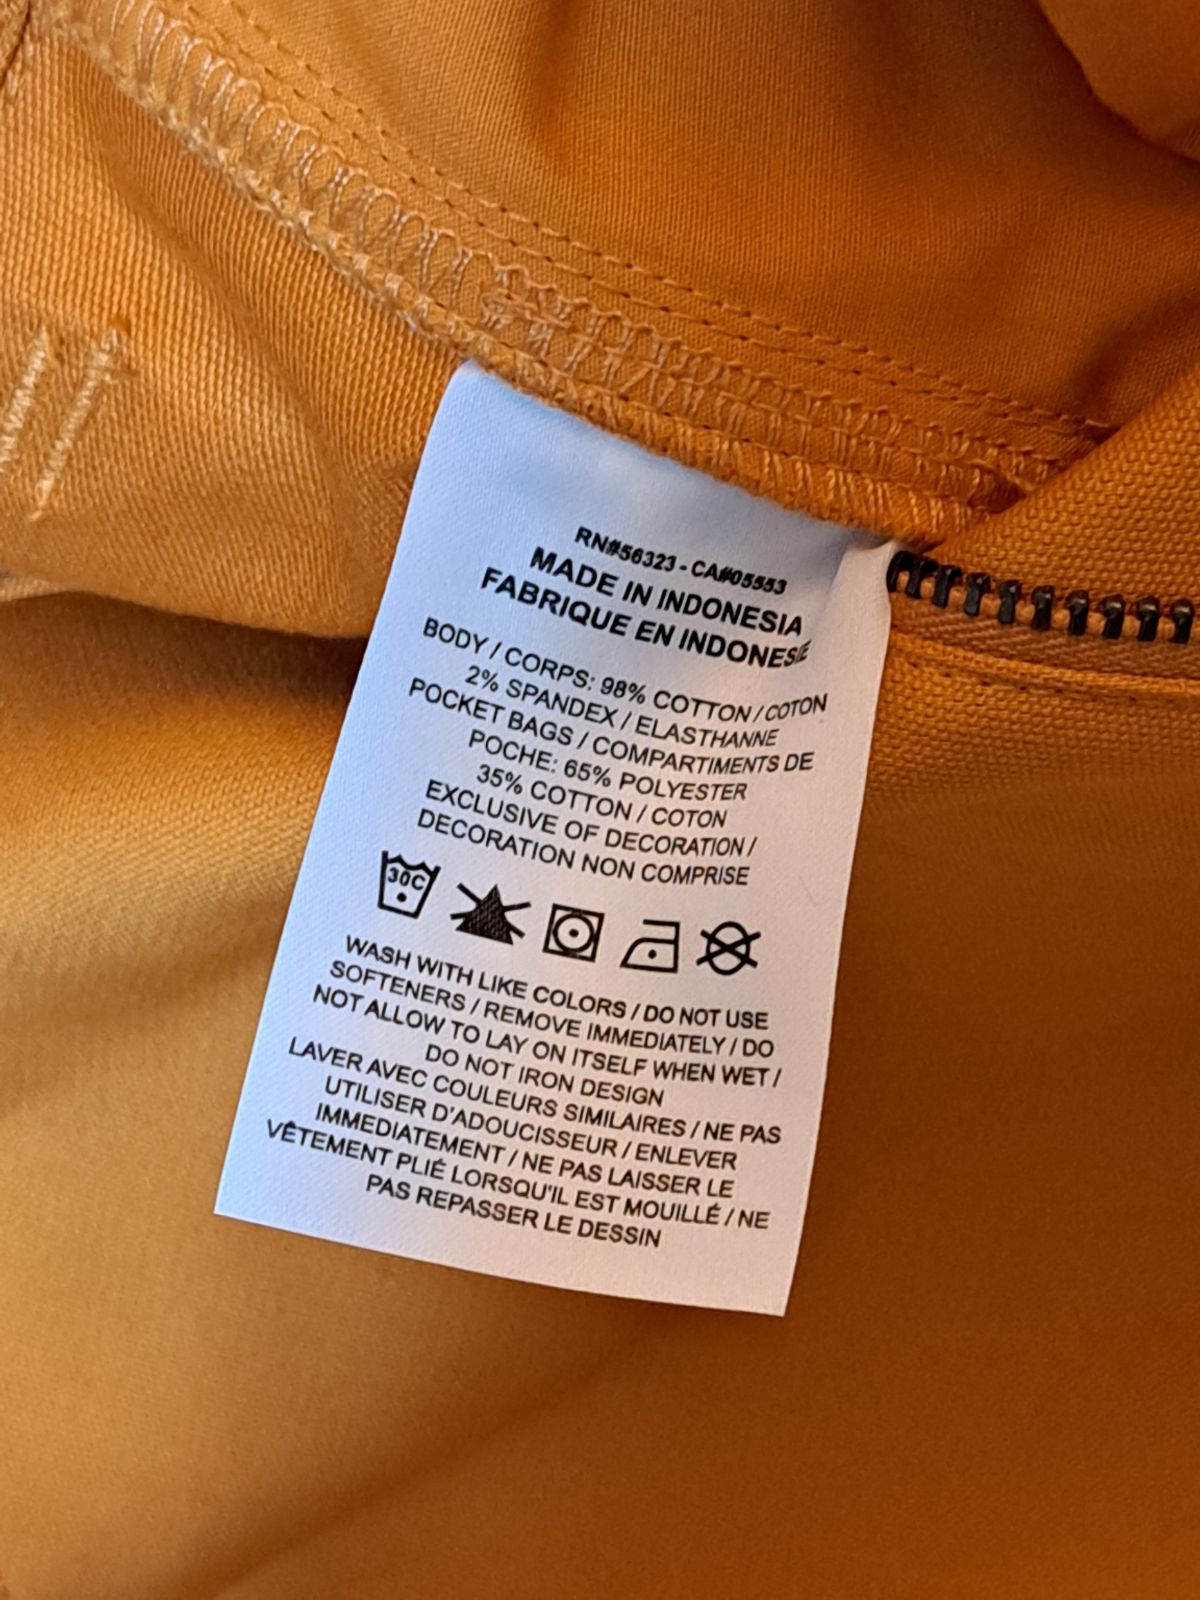 RN#56323 - CA#05553
MADE IN INDONESIA
FABRIQUE EN INDONESIE
BODY / CORPS: 98% COTTON / COTON
2% SPANDEX / ELASTHANNE
POCKET BAGS / COMPARTIMENTS DE
POCHE: 65% POLYESTER
35% COTTON / COTON
EXCLUSIVE OF DECORATION /
DECORATION NON COMPRISE
30C
WASH WITH LIKE COLORS / DO NOT USE
SOFTENERS / REMOVE IMMEDIATELY / DO
NOT ALLOW TO LAY ON ITSELF WHEN WET /
DO NOT IRON DESIGN
LAVER AVEC COULEURS SIMILAIRES / NE PAS
UTILISER D'ADOUCISSEUR / ENLEVER
IMMEDIATEMENT / NE PAS LAISSER LE
VÊTEMENT PLIÉ LORSQU'IL EST MOUILLÉ / NE
PAS REPASSER LE DESSIN